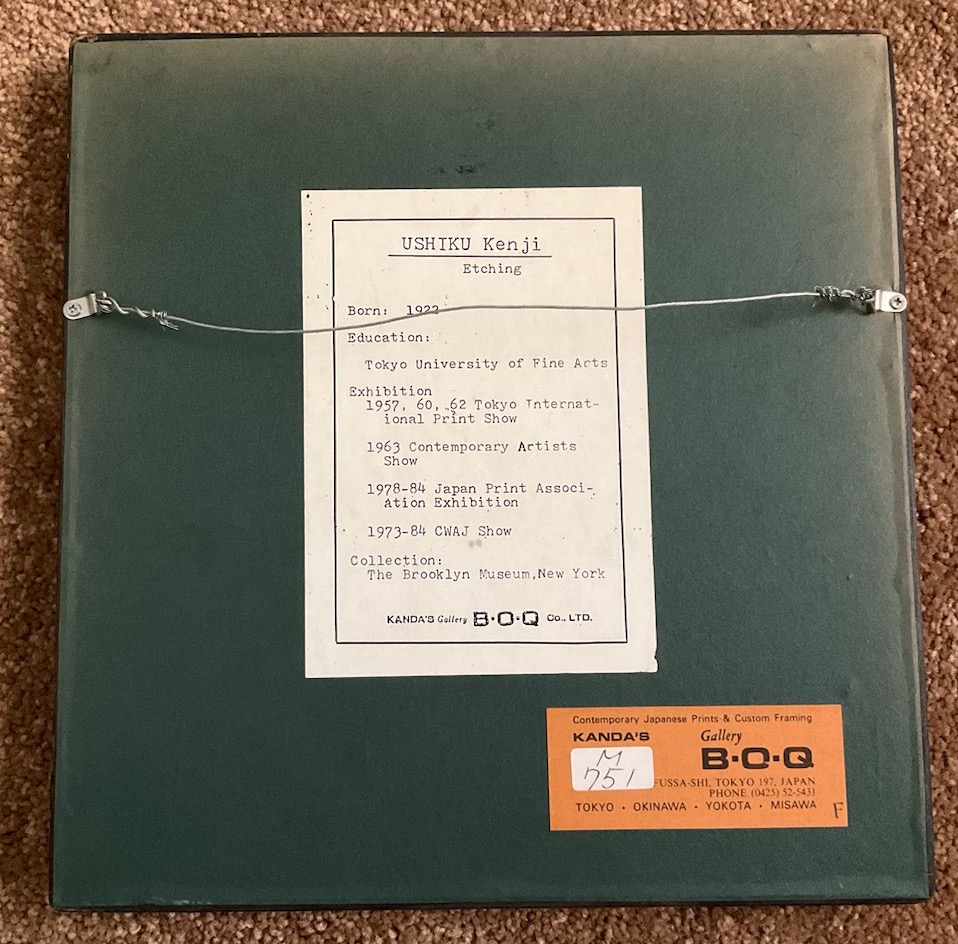 USHIKU Kenji
Etching
Born: 1922
Education:
Tokyo University of Fine Arts
Exhibition
1957, 60, 62 Tokyo Internat-
ional Print Show
1963 Contemporary Artists
Show
1978-84 Japan Print Associ-
Ation Exhibition
1973-84 CWAJ Show
Collection:
The Brooklyn Museum,New York
KANDA'S Gallery B·O·Q Co., LTD.
Contemporary Japanese Prints & Custom Framing
KANDA'S Gallery
B·O·Q
M
751
FUSSA-SHI, TOKYO 197, JAPAN
PHONE (0425) 52-5431
TOKYO · OKINAWA · YOKOTA · MISAWA
F